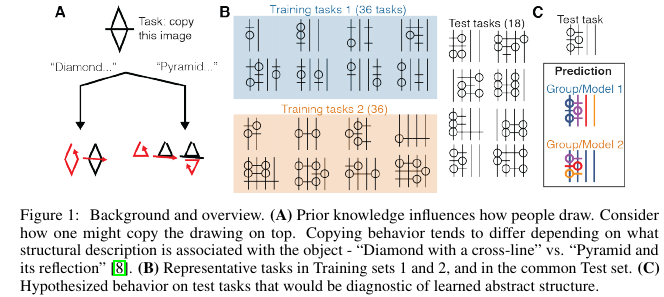 A
Task: copy
this image
“Diamond...” “Pyramid...”
B
Training tasks 1 (36 tasks)
Training tasks 2 (36)
Test tasks (18)
C
Test task
Prediction
Group/Model 1
Group/Model 2
Figure 1: Background and overview. (A) Prior knowledge influences how people draw. Consider
how one might copy the drawing on top. Copying behavior tends to differ depending on what
structural description is associated with the object - “Diamond with a cross-line” vs. “Pyramid and
its reflection” [8]. (B) Representative tasks in Training sets 1 and 2, and in the common Test set. (C)
Hypothesized behavior on test tasks that would be diagnostic of learned abstract structure.